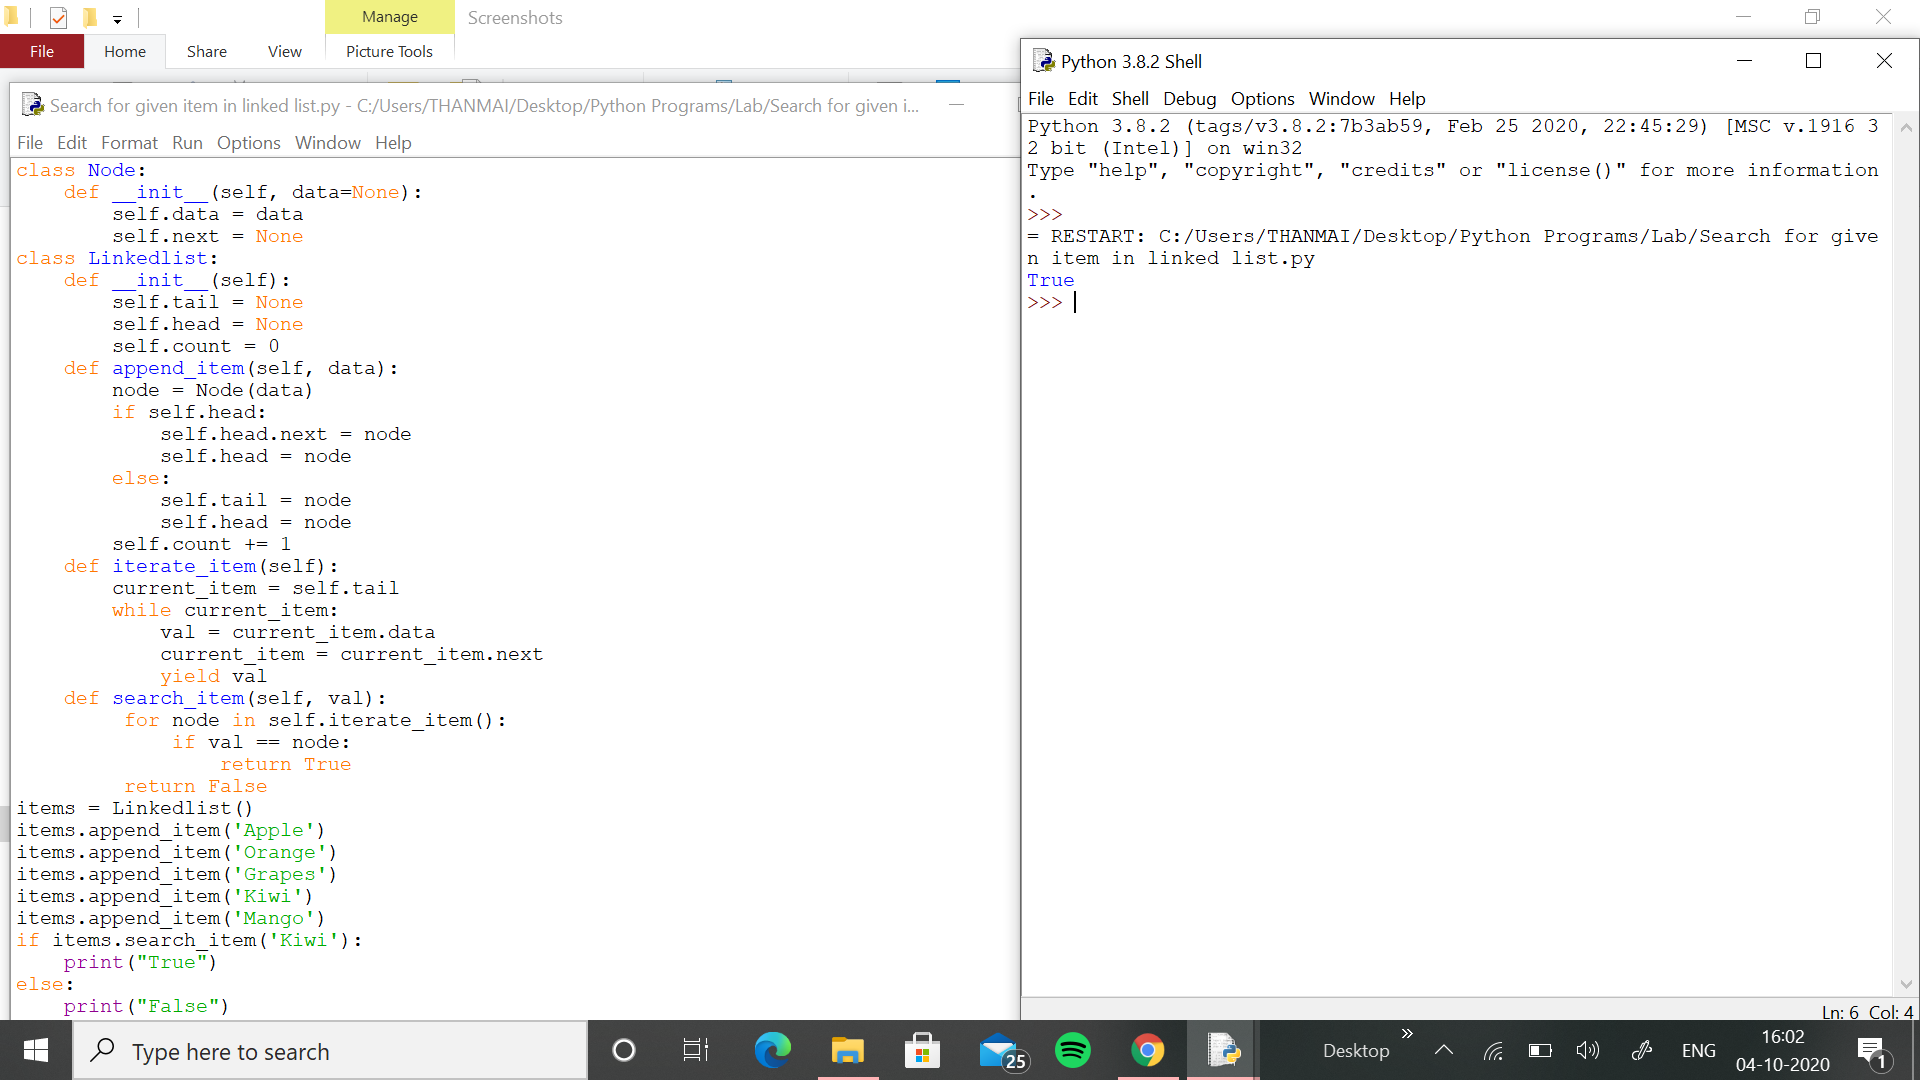 Manage
Screenshots
File
Home
Share
View
Picture Tools
Search for given item in linked list.py - C:/Users/THANMAI/Desktop/Python Programs/Lab/Search for given i...
File Edit Format Run Options Window Help
class Node:
    def __init__(self, data=None):
        self.data = data
        self.next = None
class Linkedlist:
    def __init__(self):
        self.tail = None
        self.head = None
        self.count = 0
    def append_item(self, data):
        node = Node(data)
        if self.head:
            self.head.next = node
            self.head = node
        else:
            self.tail = node
            self.head = node
        self.count += 1
    def iterate_item(self):
        current_item = self.tail
        while current_item:
            val = current_item.data
            current_item = current_item.next
            yield val
    def search_item(self, val):
         for node in self.iterate_item():
             if val == node:
                 return True
         return False
items = Linkedlist()
items.append_item('Apple')
items.append_item('Orange')
items.append_item('Grapes')
items.append_item('Kiwi')
items.append_item('Mango')
if items.search_item('Kiwi'):
    print("True")
else:
    print("False")
Python 3.8.2 Shell
File Edit Shell Debug Options Window Help
Python 3.8.2 (tags/v3.8.2:7b3ab59, Feb 25 2020, 22:45:29) [MSC v.1916 3
2 bit (Intel)] on win32
Type "help", "copyright", "credits" or "license()" for more information
.
>>>
= RESTART: C:/Users/THANMAI/Desktop/Python Programs/Lab/Search for give
n item in linked list.py
True
>>>
Ln: 6 Col: 4
Type here to search
25
Desktop
ENG
16:02
04-10-2020
1